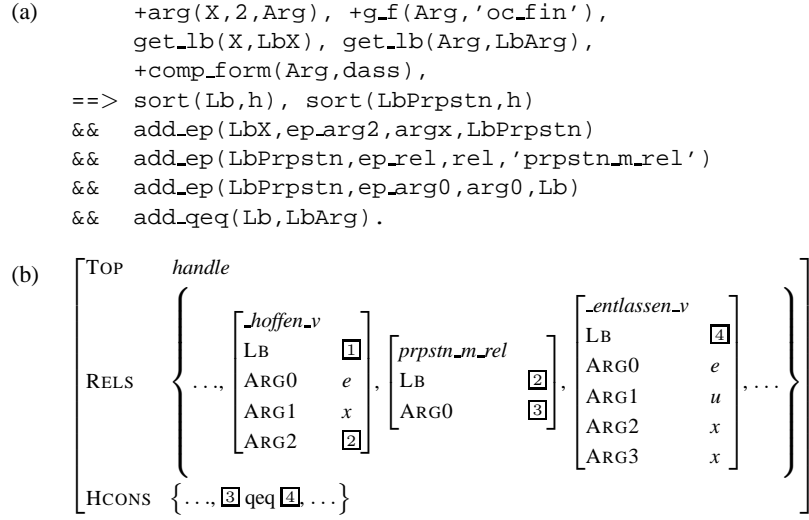 (a) +arg(X,2,Arg), +g_f(Arg,'oc_fin'),
get_lb(X,LbX), get_lb(Arg,LbArg),
+comp_form(Arg,dass),
==> sort(Lb,h), sort(LbPrpstn,h)
&& add_ep(LbX,ep_arg2,argx,LbPrpstn)
&& add_ep(LbPrpstn,ep_rel,rel,'prpstn_m_rel')
&& add_ep(LbPrpstn,ep_arg0,arg0,Lb)
&& add_qeq(Lb,LbArg).
(b) TOP handle
RELS { ...,
_hoffen_v
LB 1
ARG0 e
ARG1 x
ARG2 2
,
prpstn_m_rel
LB 2
ARG0 3
,
_entlassen_v
LB 4
ARG0 e
ARG1 u
ARG2 x
ARG3 x
, ... }
HCONS {..., 3 qeq 4, ...}